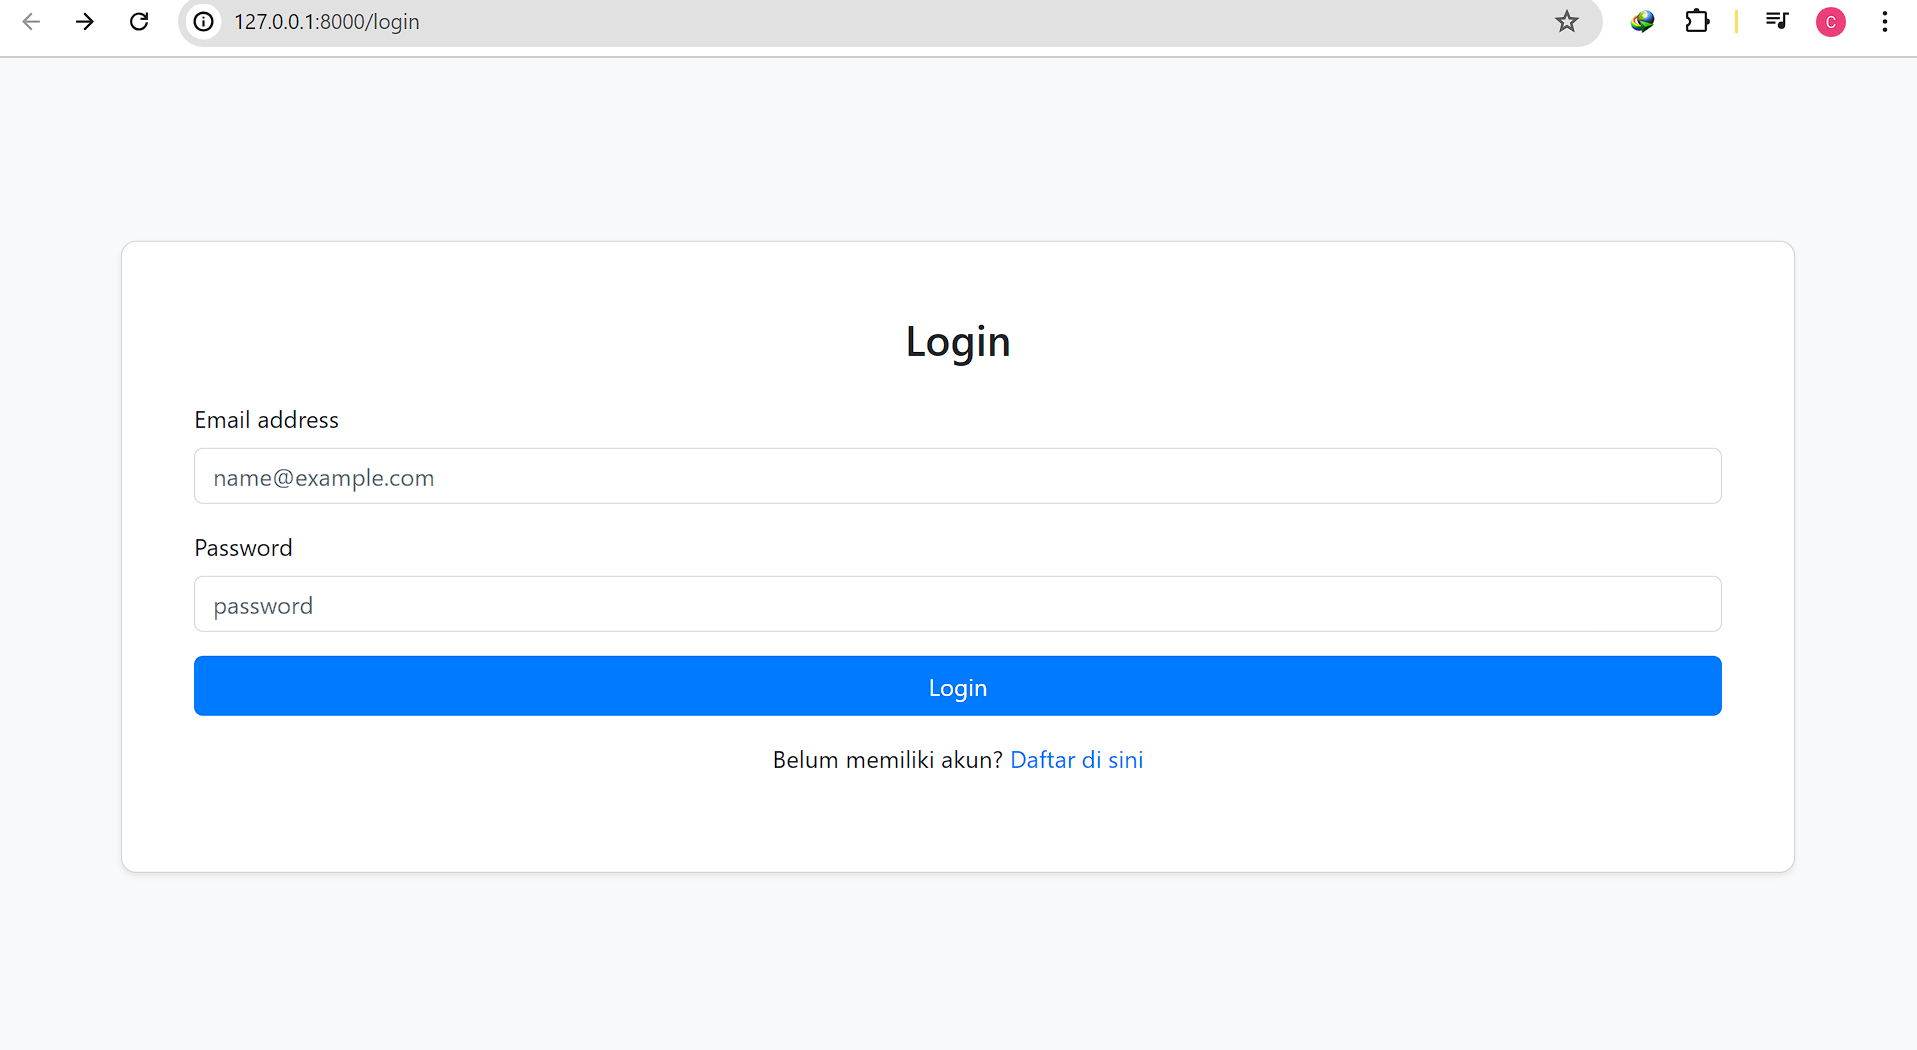 127.0.0.1:8000/login
C
Login
Email address
name@example.com
Password
password
Login
Belum memiliki akun? Daftar di sini